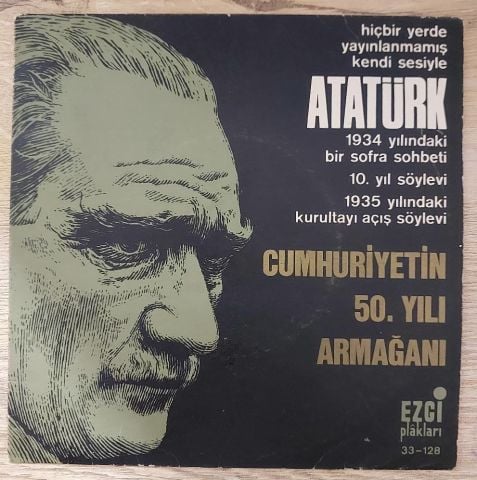 hiçbir yerde
yayınlanmamış
kendi sesiyle
ATATÜRK
1934 yılındaki
bir sofra sohbeti
10. yıl söylevi
1935 yılındaki
kurultayı açış söylevi
CUMHURİYETİN
50. YILI
ARMAĞANI
EZGİ
plâkları
33-128